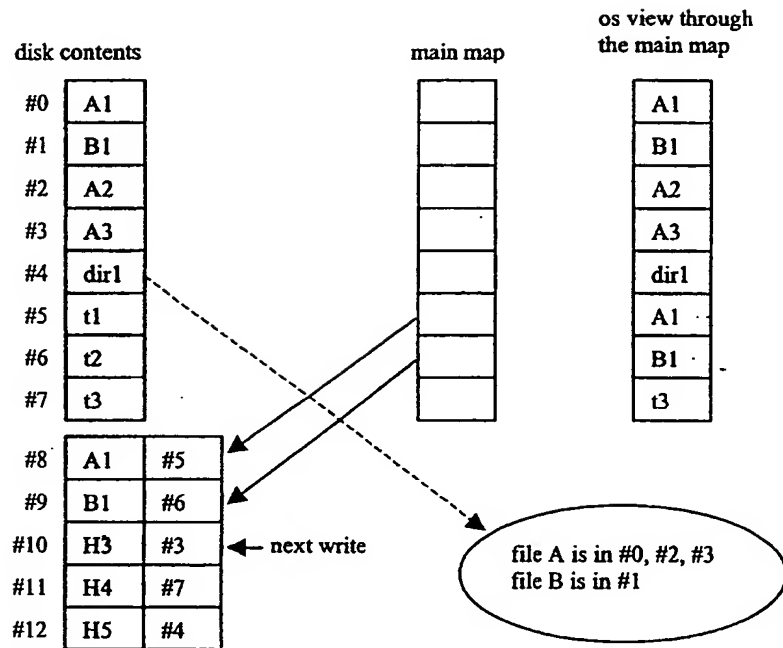 os view through
disk contents main map the main map
#0 A1 A1
#1 B1 B1
#2 A2 A2
#3 A3 A3
#4 dir1 dir1
#5 t1 A1
#6 t2 B1
#7 t3 t3
#8 A1 #5
#9 B1 #6
#10 H3 #3 next write
file A is in #0, #2, #3
#11 H4 #7
file B is in #1
#12 H5 #4